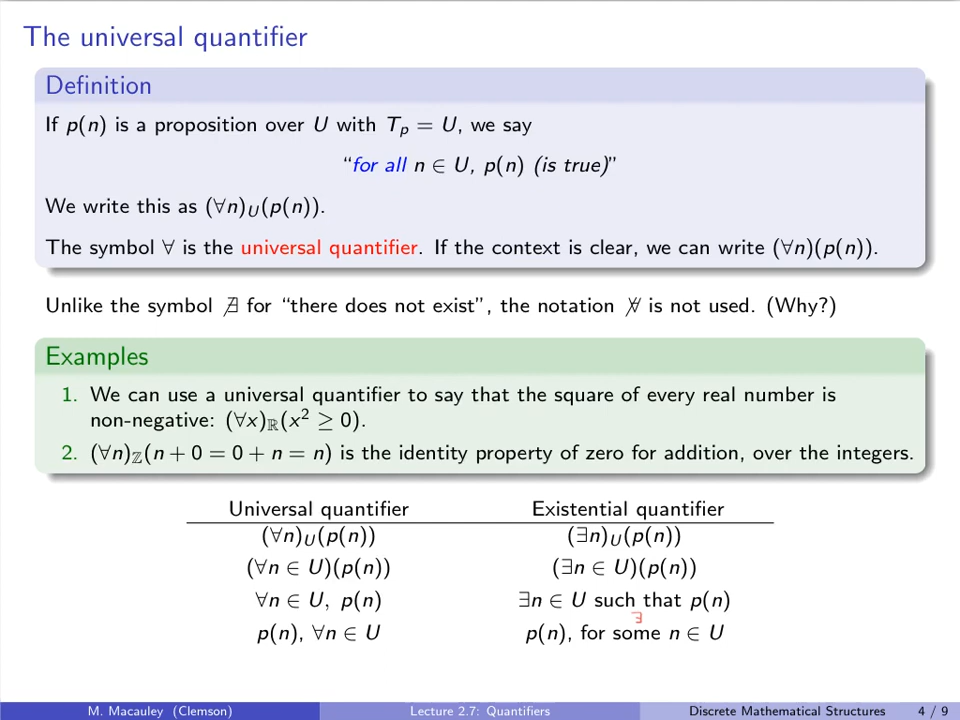 The universal quantifier
Definition
If p(n) is a proposition over U with Tₚ = U, we say
“for all n ∈ U, p(n) (is true)”
We write this as (∀n)_U(p(n)).
The symbol ∀ is the universal quantifier. If the context is clear, we can write (∀n)(p(n)).
Unlike the symbol ∄ for “there does not exist”, the notation ∀̸ is not used. (Why?)
Examples
1. We can use a universal quantifier to say that the square of every real number is
non-negative: (∀x)_ℝ(x² ≥ 0).
2. (∀n)_ℤ(n + 0 = 0 + n = n) is the identity property of zero for addition, over the integers.
Universal quantifier Existential quantifier
(∀n)_U(p(n)) (∃n)_U(p(n))
(∀n ∈ U)(p(n)) (∃n ∈ U)(p(n))
∀n ∈ U, p(n) ∃n ∈ U such that p(n)
∃
p(n), ∀n ∈ U p(n), for some n ∈ U
M. Macauley (Clemson) Lecture 2.7: Quantifiers Discrete Mathematical Structures 4 / 9